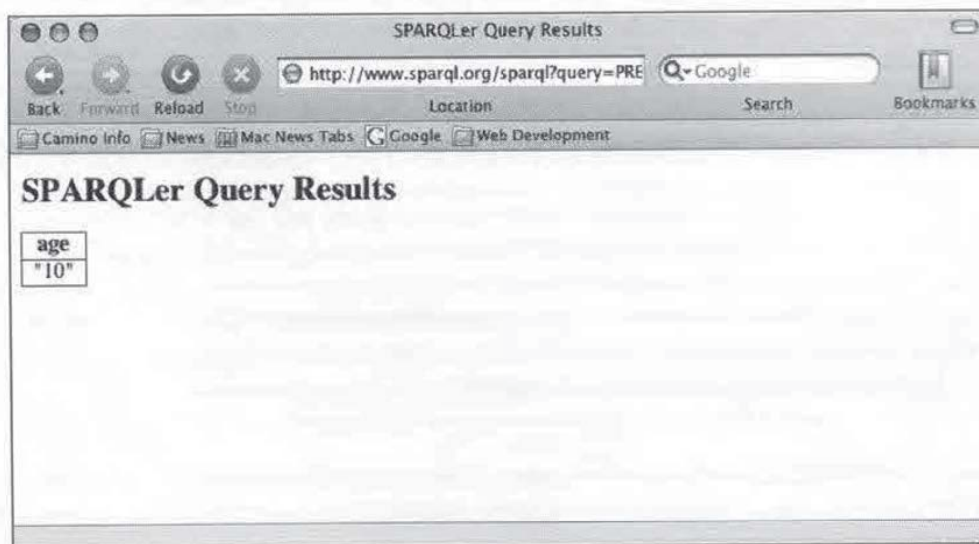 SPARQLer Query Results
http://www.sparql.org/sparql?query=PRE
Google
Back Forward Reload Stop Location Search Bookmarks
Camino Info News Mac News Tabs G Google Web Development
SPARQLer Query Results
age
"10"